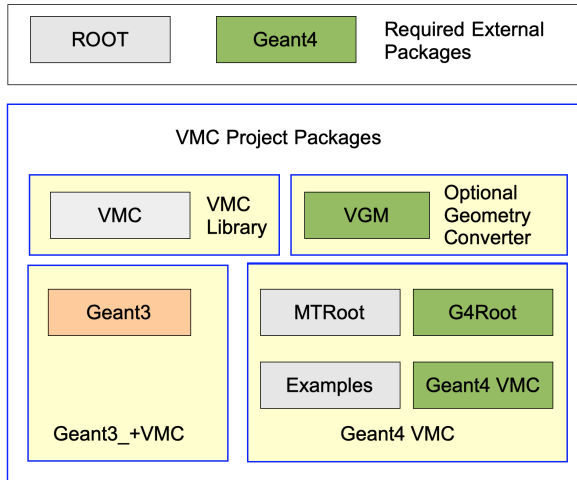 ROOT
Geant4
Required External
Packages
VMC Project Packages
VMC
VMC
Library
VGM
Optional
Geometry
Converter
Geant3
Geant3_+VMC
MTRoot
G4Root
Examples
Geant4 VMC
Geant4 VMC